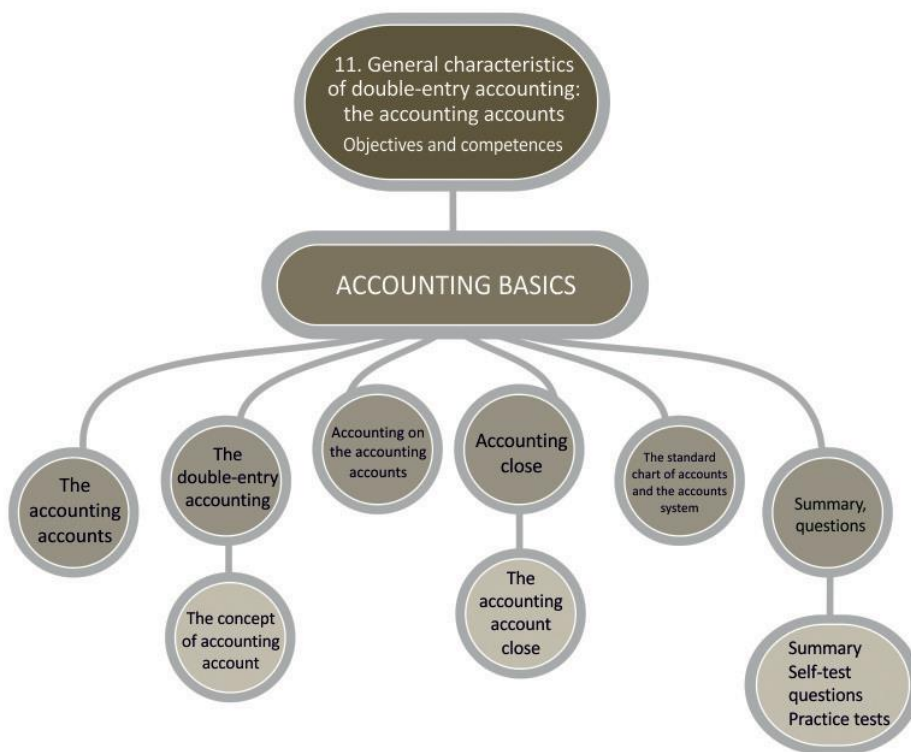 11. General characteristics
of double-entry accounting:
the accounting accounts
Objectives and competences
ACCOUNTING BASICS
The
accounting
accounts
The
double-entry
accounting
Accounting on
the accounting
accounts
Accounting
close
The standard
chart of accounts
and the accounts
system
Summary,
questions
The concept
of accounting
account
The
accounting
account
close
Summary
Self-test
questions
Practice tests